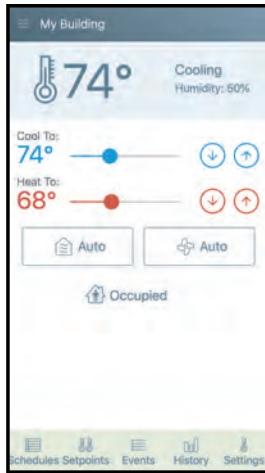 My Building
74°
Cooling
Humidity: 50%
Cool To:
74°
Heat To:
68°
Auto
Auto
Occupied
Schedules Setpoints Events History Settings